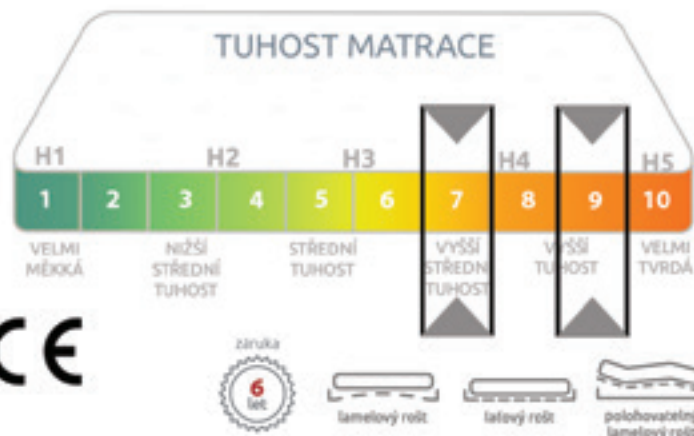 TUHOST MATRACE
H1 H2 H3 H4 H5
1 2 3 4 5 6 7 8 9 10
VELMI MĚKKÁ
NIŽŠÍ STŘEDNÍ TUHOST
STŘEDNÍ TUHOST
VYŠŠÍ STŘEDNÍ TUHOST
VYŠŠÍ TUHOST
VELMI TVRDÁ
CE
záruka
6
let
lamelový rošt
laťový rošt
polohovatelný
lamelový rošt